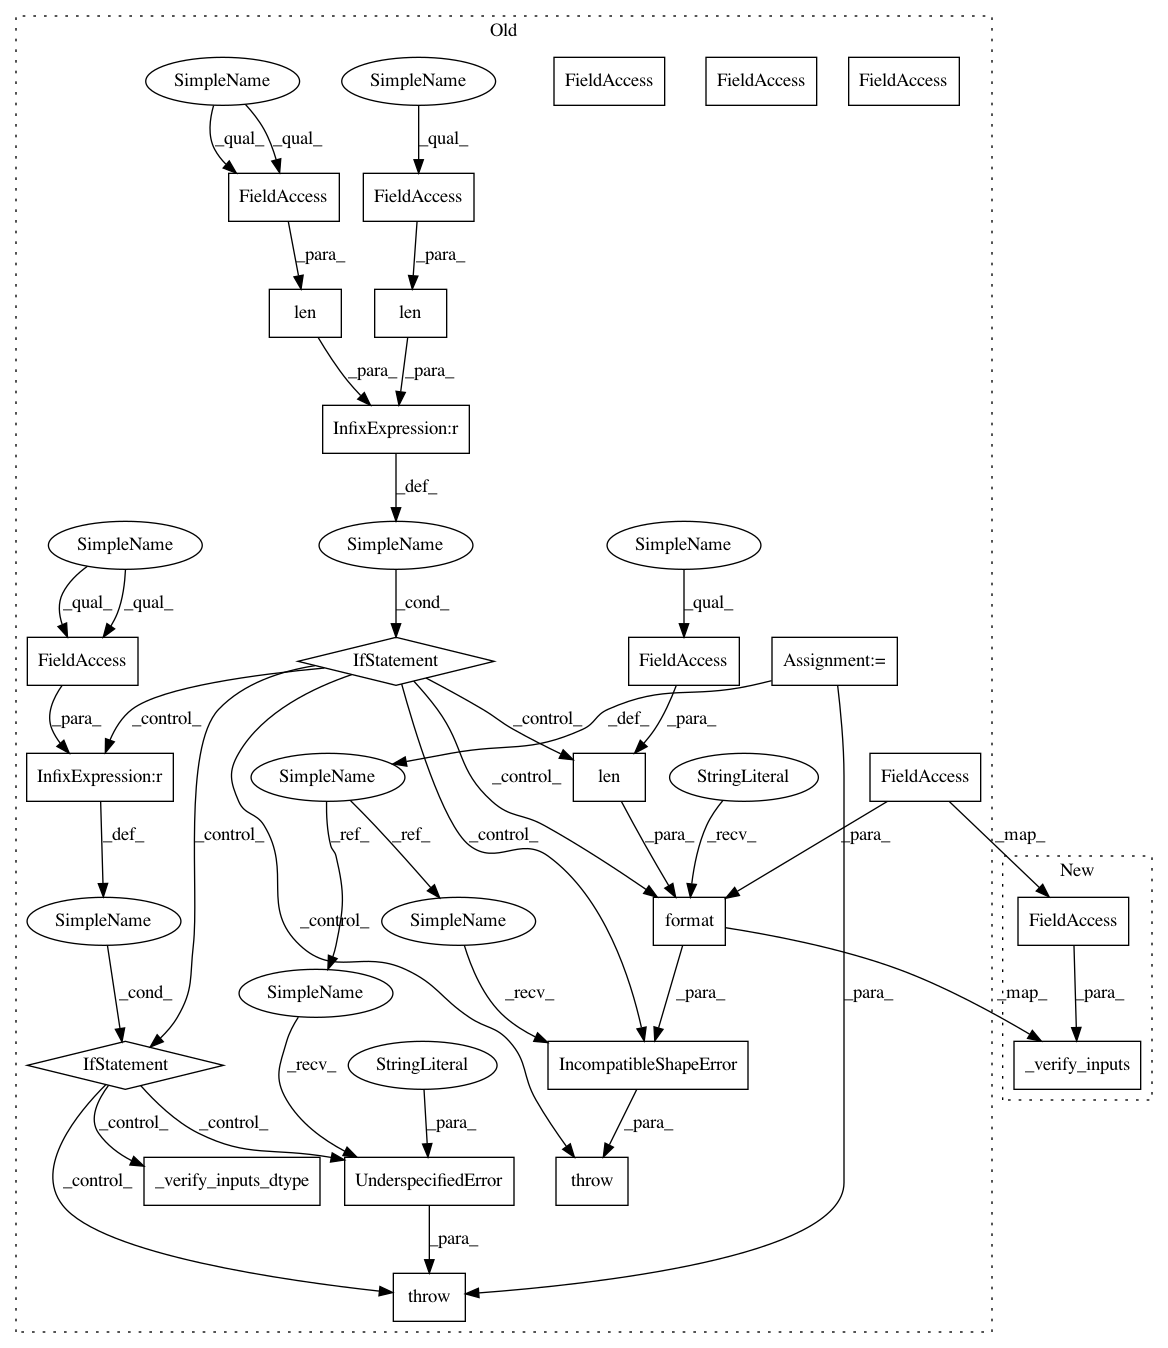 Old
SimpleName
SimpleName
FieldAccess
FieldAccess
FieldAccess
_qual_
_qual_
_qual_
FieldAccess
FieldAccess
_para_
_para_
len
len
_para_
_para_
InfixExpression:r
_def_
SimpleName
SimpleName
SimpleName
_qual_
_qual_
_cond_
_qual_
FieldAccess
IfStatement
FieldAccess
Assignment:=
_para_
_control_
_control_
_def_
_para_
InfixExpression:r
SimpleName
len
StringLiteral
FieldAccess
_control_
_def_
_control_
_ref_
_ref_
_control_
_para_
_recv_
_para_
_map_
New
SimpleName
SimpleName
format
FieldAccess
_control_
_cond_
SimpleName
_recv_
_para_
_map_
_para_
_para_
IfStatement
StringLiteral
IncompatibleShapeError
_verify_inputs
_recv_
_control_
_control_
_para_
_para_
_control_
_verify_inputs_dtype
UnderspecifiedError
throw
_para_
throw